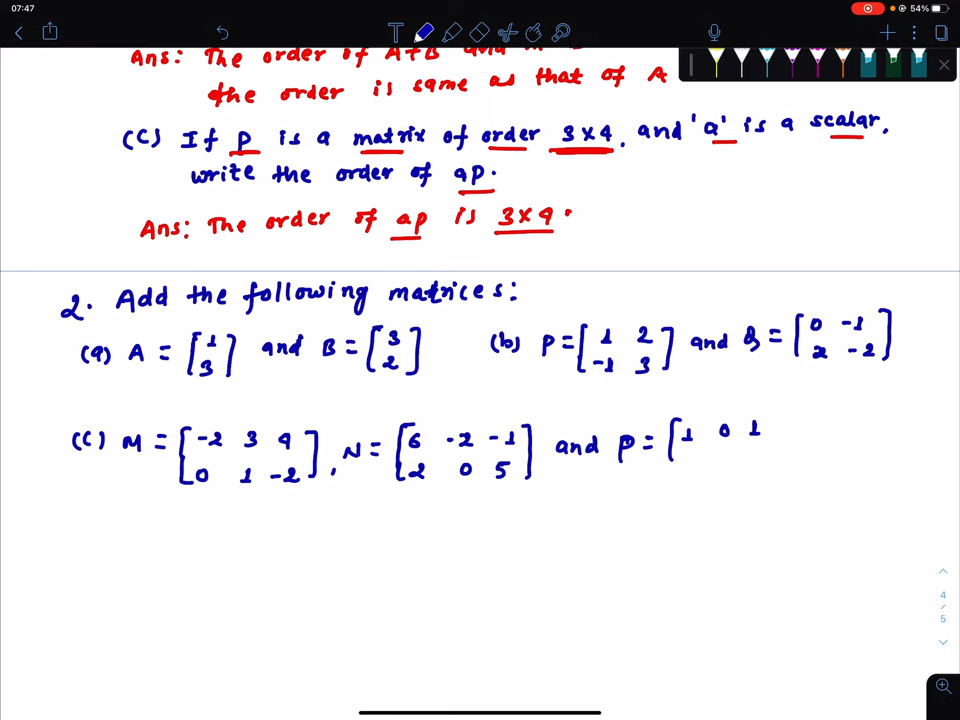 07:47
54%
T
Ans: The order of A+B and
the order is same as that of A
(c) If P is a matrix of order 3×4, and 'a' is a scalar,
write the order of aP.
Ans: The order of aP is 3×4.
2. Add the following matrices:
(a) A = [1 and B = [3 (b) P = [1 2] and Q = [0 -1]
3] 2] -1 3 x -2
(c) M = [-2 3 4], N = [6 -2 -1] and P = [1 0 1
0 1 -2 2 0 5
4
/
5